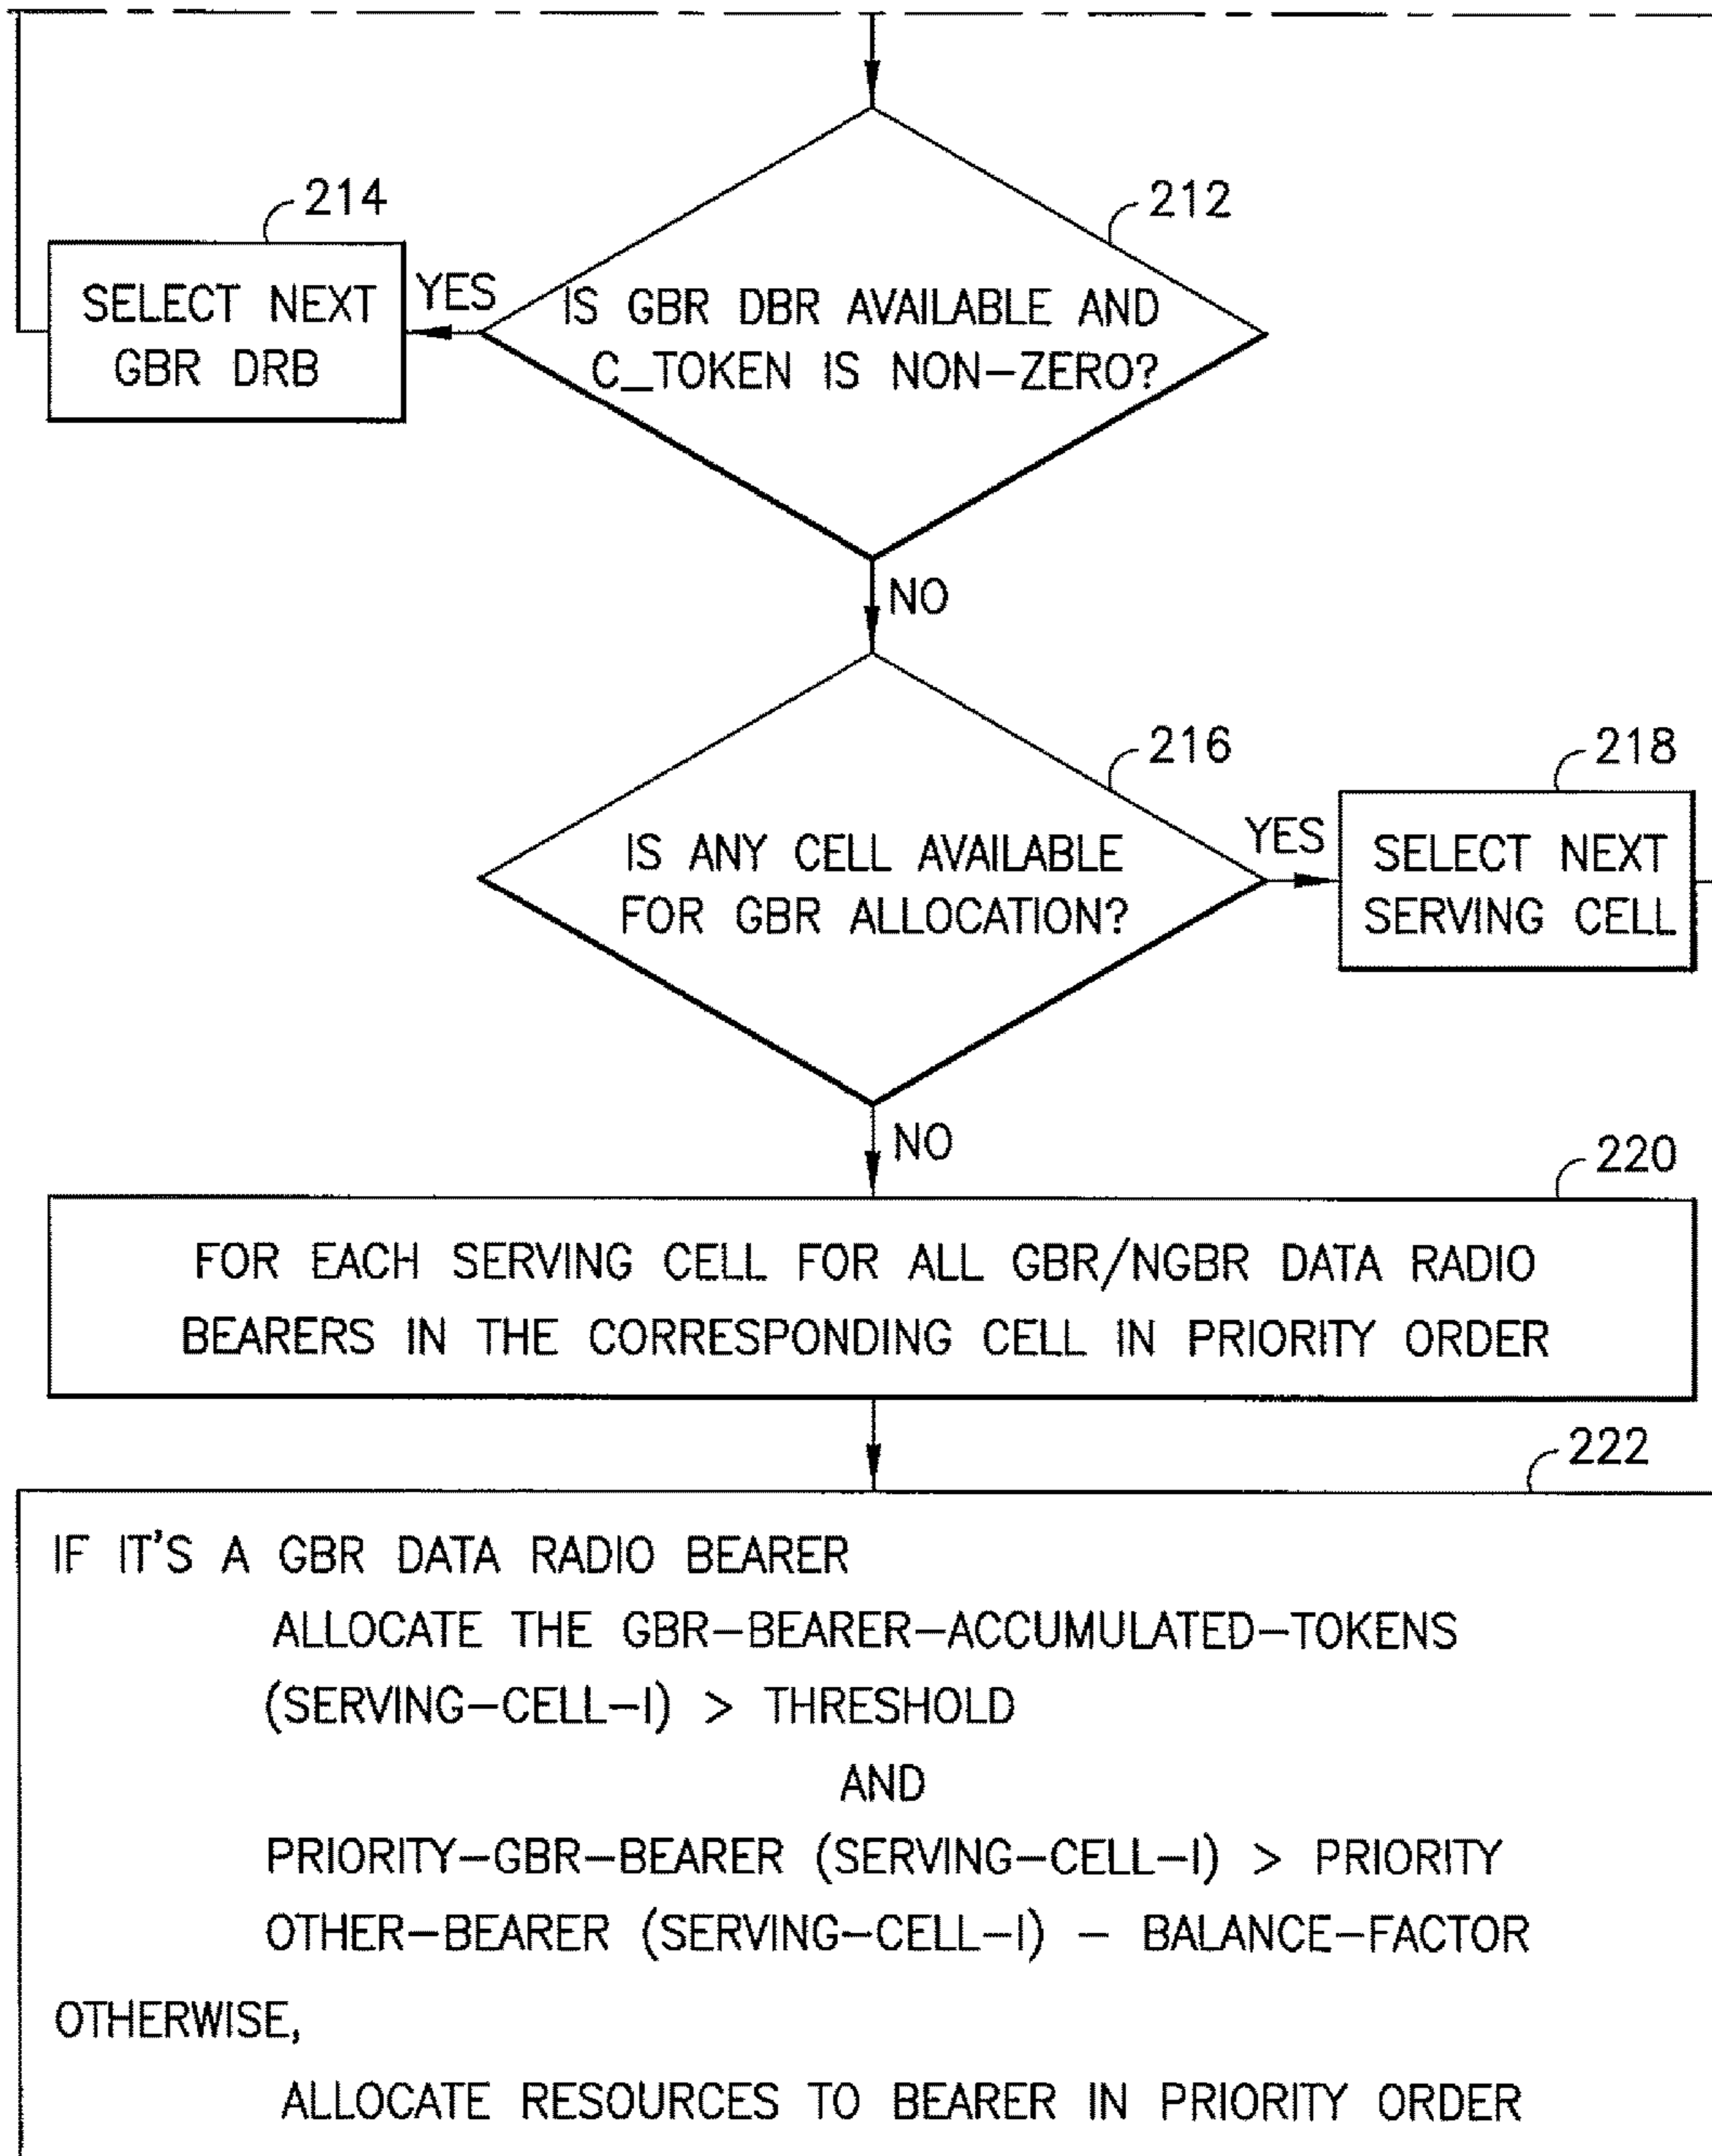 214
SELECT NEXT
GBR DRB
YES
212
IS GBR DBR AVAILABLE AND
C_TOKEN IS NON-ZERO?
NO
216
IS ANY CELL AVAILABLE
FOR GBR ALLOCATION?
YES
218
SELECT NEXT
SERVING CELL
NO
220
FOR EACH SERVING CELL FOR ALL GBR/NGBR DATA RADIO
BEARERS IN THE CORRESPONDING CELL IN PRIORITY ORDER
222
IF IT'S A GBR DATA RADIO BEARER
ALLOCATE THE GBR-BEARER-ACCUMULATED-TOKENS
(SERVING-CELL-I) > THRESHOLD
AND
PRIORITY-GBR-BEARER (SERVING-CELL-I) > PRIORITY
OTHER-BEARER (SERVING-CELL-I) - BALANCE-FACTOR
OTHERWISE,
ALLOCATE RESOURCES TO BEARER IN PRIORITY ORDER